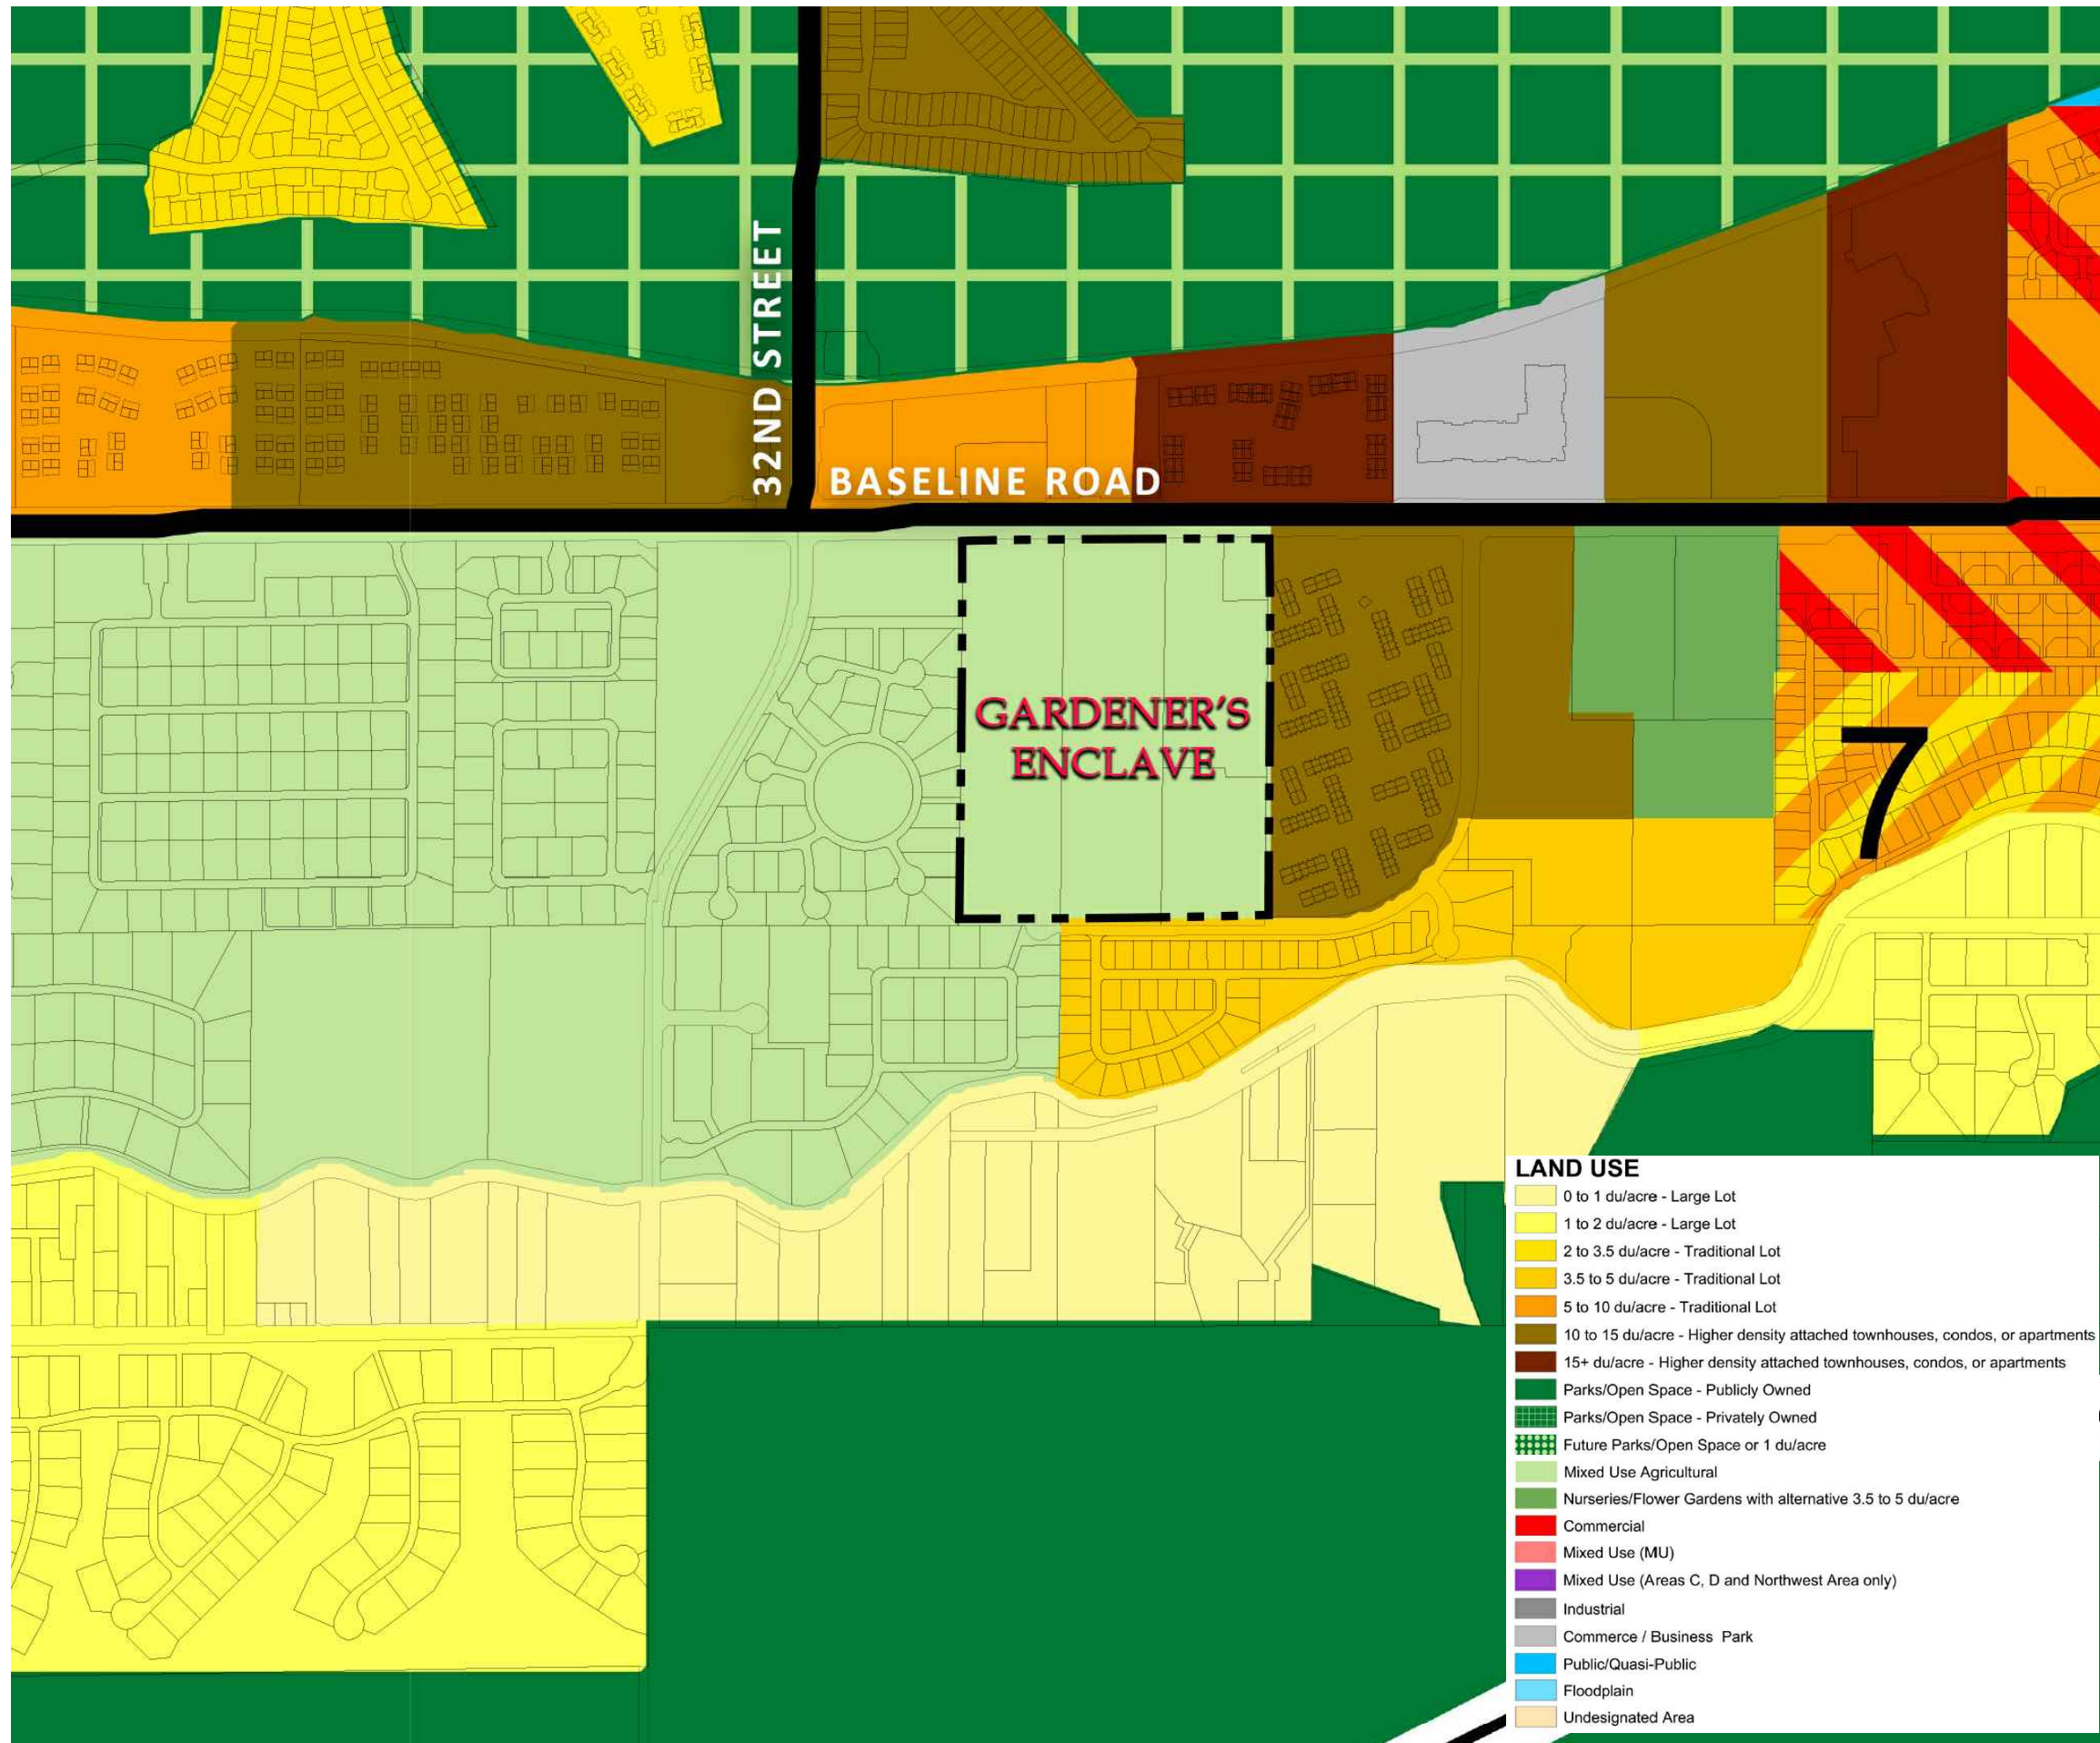 32ND STREET
BASELINE ROAD
GARDENER'S
ENCLAVE
7
LAND USE
0 to 1 du/acre - Large Lot
1 to 2 du/acre - Large Lot
2 to 3.5 du/acre - Traditional Lot
3.5 to 5 du/acre - Traditional Lot
5 to 10 du/acre - Traditional Lot
10 to 15 du/acre - Higher density attached townhouses, condos, or apartments
15+ du/acre - Higher density attached townhouses, condos, or apartments
Parks/Open Space - Publicly Owned
Parks/Open Space - Privately Owned
Future Parks/Open Space or 1 du/acre
Mixed Use Agricultural
Nurseries/Flower Gardens with alternative 3.5 to 5 du/acre
Commercial
Mixed Use (MU)
Mixed Use (Areas C, D and Northwest Area only)
Industrial
Commerce / Business Park
Public/Quasi-Public
Floodplain
Undesignated Area